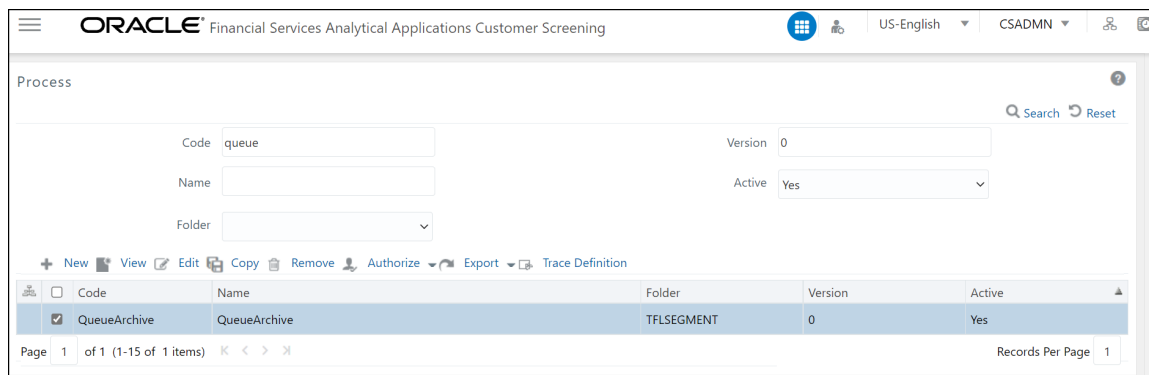 ORACLE® Financial Services Analytical Applications Customer Screening US-English CSADMN
Process
Search Reset
Code queue Version 0
Name Active Yes
Folder
New View Edit Copy Remove Authorize Export Trace Definition
Code Name Folder Version Active
QueueArchive QueueArchive TFLSEGMENT 0 Yes
Page 1 of 1 (1-15 of 1 items) Records Per Page 1